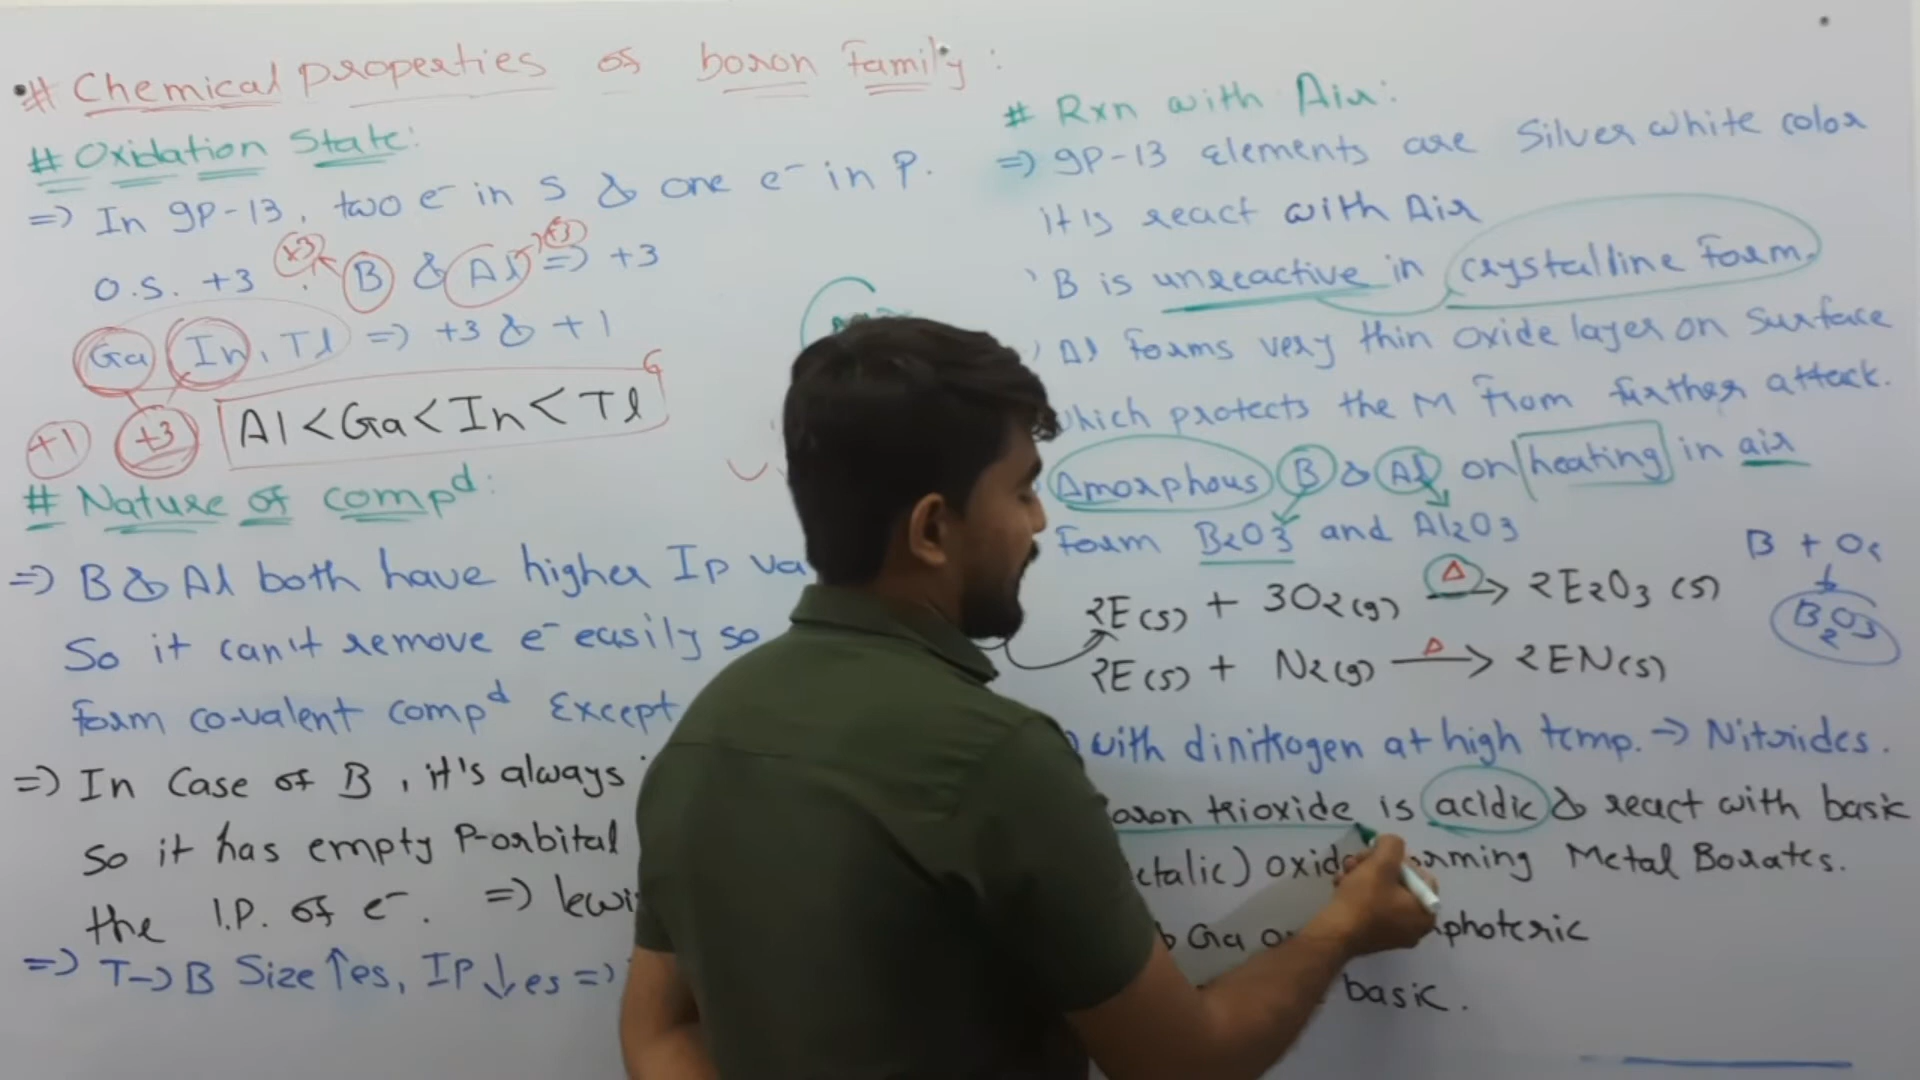 # Chemical properties of boron family:
# Oxidation State:
=> In gp-13, two e⁻ in S & one e⁻ in P.
O.S. +3 +3 B & Al +3 => +3
Ga In, Tl => +3 & +1
+1 +3 Al < Ga < In < Tl
# Nature of compᵈ:
=> B & Al both have higher Ip va
So it can't remove e⁻ easily so
form co-valent compᵈ Except
=> In Case of B, it's always
So it has empty P-orbital
the I.P. of e⁻. => lewi
=> T->B Size ↑es, Ip ↓es =>
# Rxn with Air:
=> gp-13 elements are Silver white color
it is react with Air
B is unreactive in crystalline form.
Al forms very thin oxide layer on surface
which protects the M from further attack.
Amorphous B & Al on heating in air
form B2O3 and Al2O3
B + O2
B2O3
2E(s) + 3O2(g) Δ→ 2E2O3 (s)
2E(s) + N2(g) Δ→ 2EN(s)
with dinitrogen at high temp. → Nitrides.
oron trioxide is acidic & react with basic
etalic) oxide rming Metal Borates.
Ga photeric
basic.